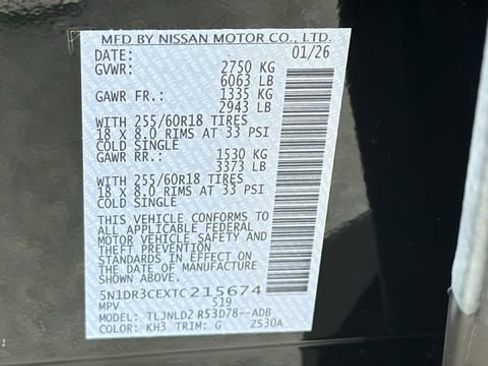 MFD BY NISSAN MOTOR CO., LTD.
DATE: 01/26
GVWR: 2750 KG
6063 LB
GAWR FR.: 1335 KG
2943 LB
WITH 255/60R18 TIRES
18 X 8.0 RIMS AT 33 PSI
COLD SINGLE
GAWR RR.: 1530 KG
3373 LB
WITH 255/60R18 TIRES
18 X 8.0 RIMS AT 33 PSI
COLD SINGLE
THIS VEHICLE CONFORMS TO
ALL APPLICABLE FEDERAL
MOTOR VEHICLE SAFETY AND
THEFT PREVENTION
STANDARDS IN EFFECT ON
THE DATE OF MANUFACTURE
SHOWN ABOVE.
5N1DR3CEXTC215674
MPV 519
MODEL: TLJNLD2 R53D78--ADB
COLOR: KH3 TRIM: G ZS30A